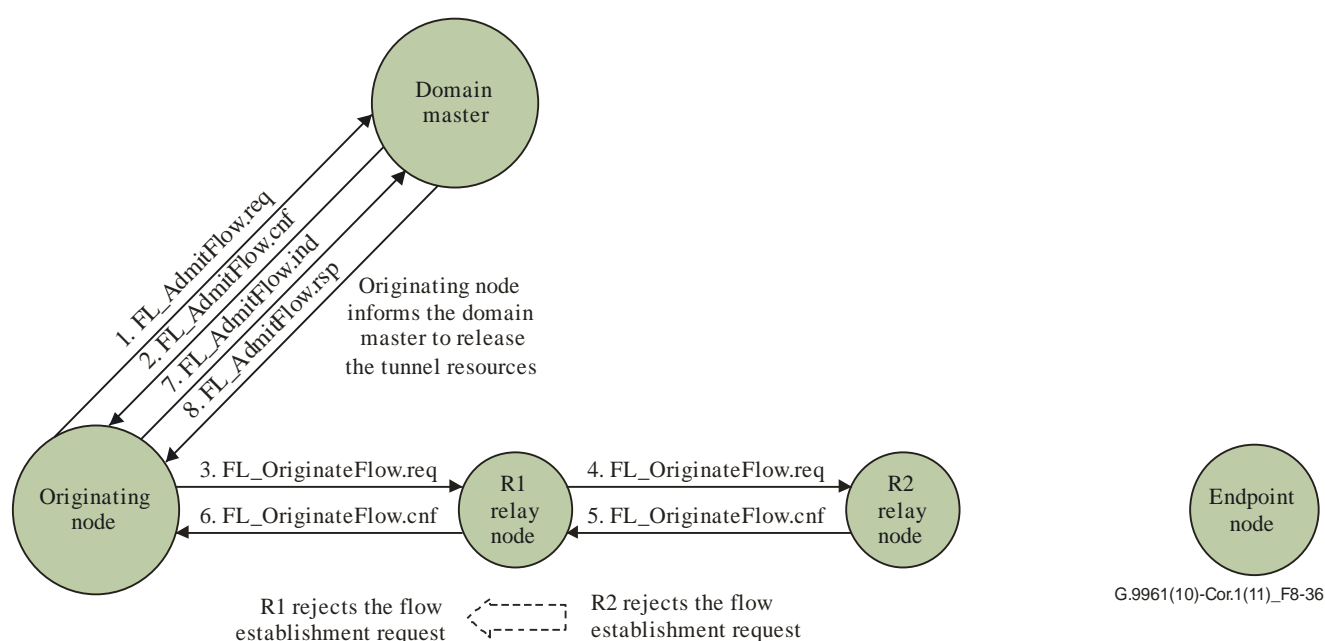 Domain
master
1. FL_AdmitFlow.req
2. FL_AdmitFlow.cnf
7. FL_AdmitFlow.ind
8. FL_AdmitFlow.rsp
Originating node
informs the domain
master to release
the tunnel resources
Originating
node
3. FL_OriginateFlow.req
6. FL_OriginateFlow.cnf
R1
relay
node
4. FL_OriginateFlow.req
5. FL_OriginateFlow.cnf
R2
relay
node
Endpoint
node
G.9961(10)-Cor.1(11)_F8-36
R1 rejects the flow
establishment request
R2 rejects the flow
establishment request